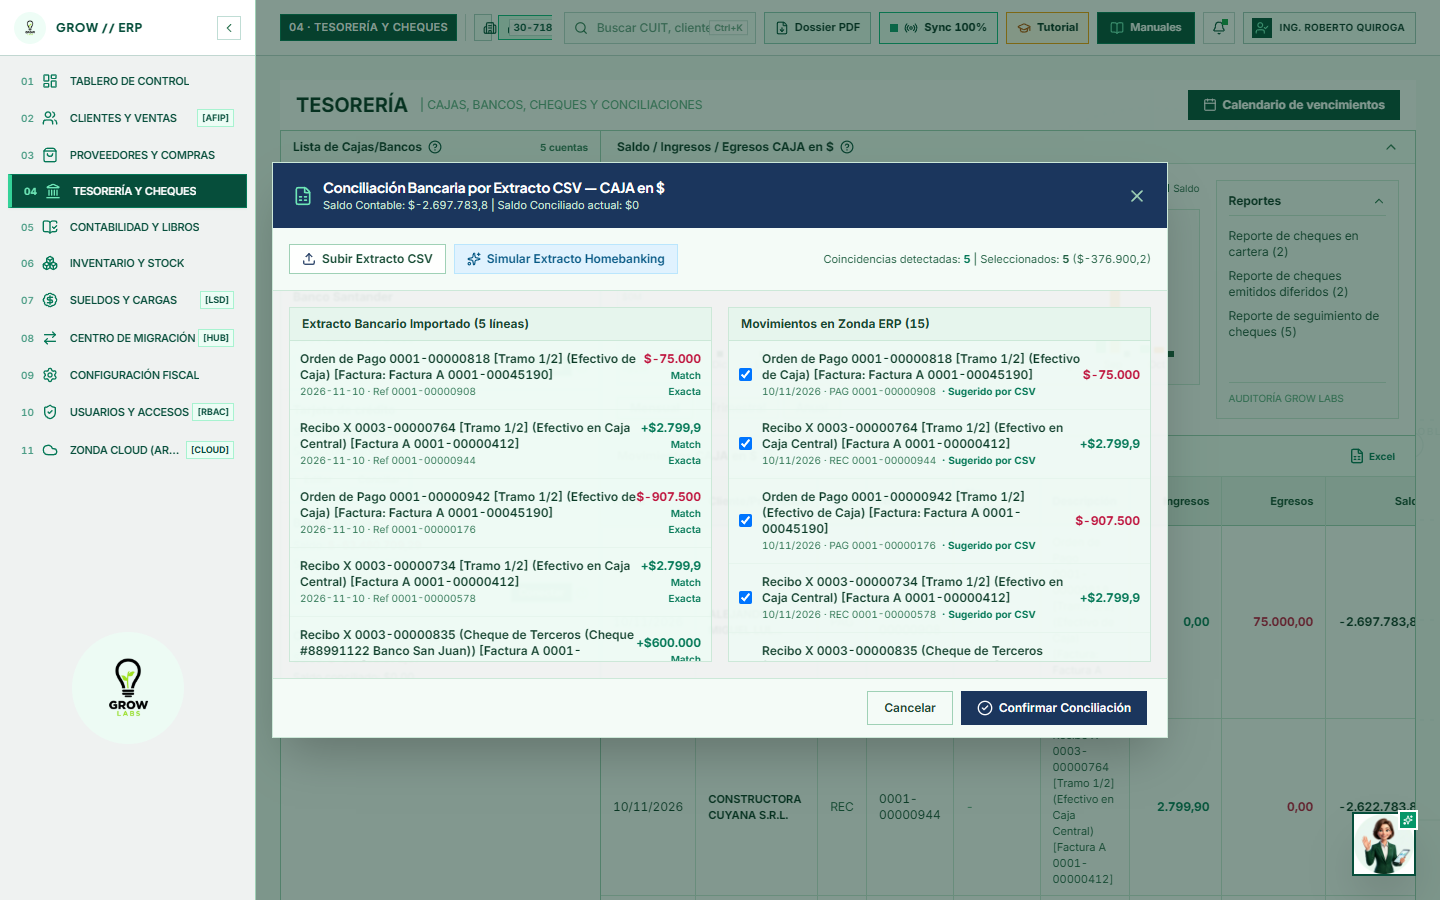 GROW // ERP
01 TABLERO DE CONTROL
02 CLIENTES Y VENTAS [AFIP]
03 PROVEEDORES Y COMPRAS
04 TESORERÍA Y CHEQUES
05 CONTABILIDAD Y LIBROS
06 INVENTARIO Y STOCK
07 SUELDOS Y CARGAS [LSD]
08 CENTRO DE MIGRACIÓN [HUB]
09 CONFIGURACIÓN FISCAL
10 USUARIOS Y ACCESOS [RBAC]
11 ZONDA CLOUD (AR... [CLOUD]
GROW
LABS
04 · TESORERÍA Y CHEQUES
30-718
Buscar CUIT, cliente
Ctrl+K
Dossier PDF
Sync 100%
Tutorial
Manuales
ING. ROBERTO QUIROGA
TESORERÍA | CAJAS, BANCOS, CHEQUES Y CONCILIACIONES
Calendario de vencimientos
Lista de Cajas/Bancos 5 cuentas
Saldo / Ingresos / Egresos CAJA en $
Conciliación Bancaria por Extracto CSV — CAJA en $
Saldo Contable: $-2.697.783,8 | Saldo Conciliado actual: $0
Subir Extracto CSV
Simular Extracto Homebanking
Coincidencias detectadas: 5 | Seleccionados: 5 ($-376.900,2)
Extracto Bancario Importado (5 líneas)
Orden de Pago 0001-00000818 [Tramo 1/2] (Efectivo de $-75.000
Caja) [Factura: Factura A 0001-00045190] Match
2026-11-10 · Ref 0001-00000908 Exacta
Recibo X 0003-00000764 [Tramo 1/2] (Efectivo en Caja +$2.799,9
Central) [Factura A 0001-00000412] Match
2026-11-10 · Ref 0001-00000944 Exacta
Orden de Pago 0001-00000942 [Tramo 1/2] (Efectivo de $-907.500
Caja) [Factura: Factura A 0001-00045190] Match
2026-11-10 · Ref 0001-00000176 Exacta
Recibo X 0003-00000734 [Tramo 1/2] (Efectivo en Caja +$2.799,9
Central) [Factura A 0001-00000412] Match
2026-11-10 · Ref 0001-00000578 Exacta
Recibo X 0003-00000835 (Cheque de Terceros (Cheque +$600.000
#88991122 Banco San Juan)) [Factura A 0001-
Match
Movimientos en Zonda ERP (15)
Orden de Pago 0001-00000818 [Tramo 1/2] (Efectivo
de Caja) [Factura: Factura A 0001-00045190] $-75.000
10/11/2026 · PAG 0001-00000908 · Sugerido por CSV
Recibo X 0003-00000764 [Tramo 1/2] (Efectivo en
Caja Central) [Factura A 0001-00000412] +$2.799,9
10/11/2026 · REC 0001-00000944 · Sugerido por CSV
Orden de Pago 0001-00000942 [Tramo 1/2]
(Efectivo de Caja) [Factura: Factura A 0001- $-907.500
00045190]
10/11/2026 · PAG 0001-00000176 · Sugerido por CSV
Recibo X 0003-00000734 [Tramo 1/2] (Efectivo en
Caja Central) [Factura A 0001-00000412] +$2.799,9
10/11/2026 · REC 0001-00000578 · Sugerido por CSV
Recibo X 0003-00000835 (Cheque de Terceros
Cancelar
Confirmar Conciliación
| Saldo
Reportes
Reporte de cheques en
cartera (2)
Reporte de cheques
emitidos diferidos (2)
Reporte de seguimiento de
cheques (5)
AUDITORÍA GROW LABS
Excel
ngresos Egresos Salc
0,00 75.000,00 -2.697.783,8
0003-
00000764
[Tramo 1/2]
(Efectivo en
Caja
Central)
[Factura A
0001-
00000412]
10/11/2026
CONSTRUCTORA
CUYANA S.R.L.
REC
0001-
00000944
-
2.799,90 0,00 -2.622.783,8